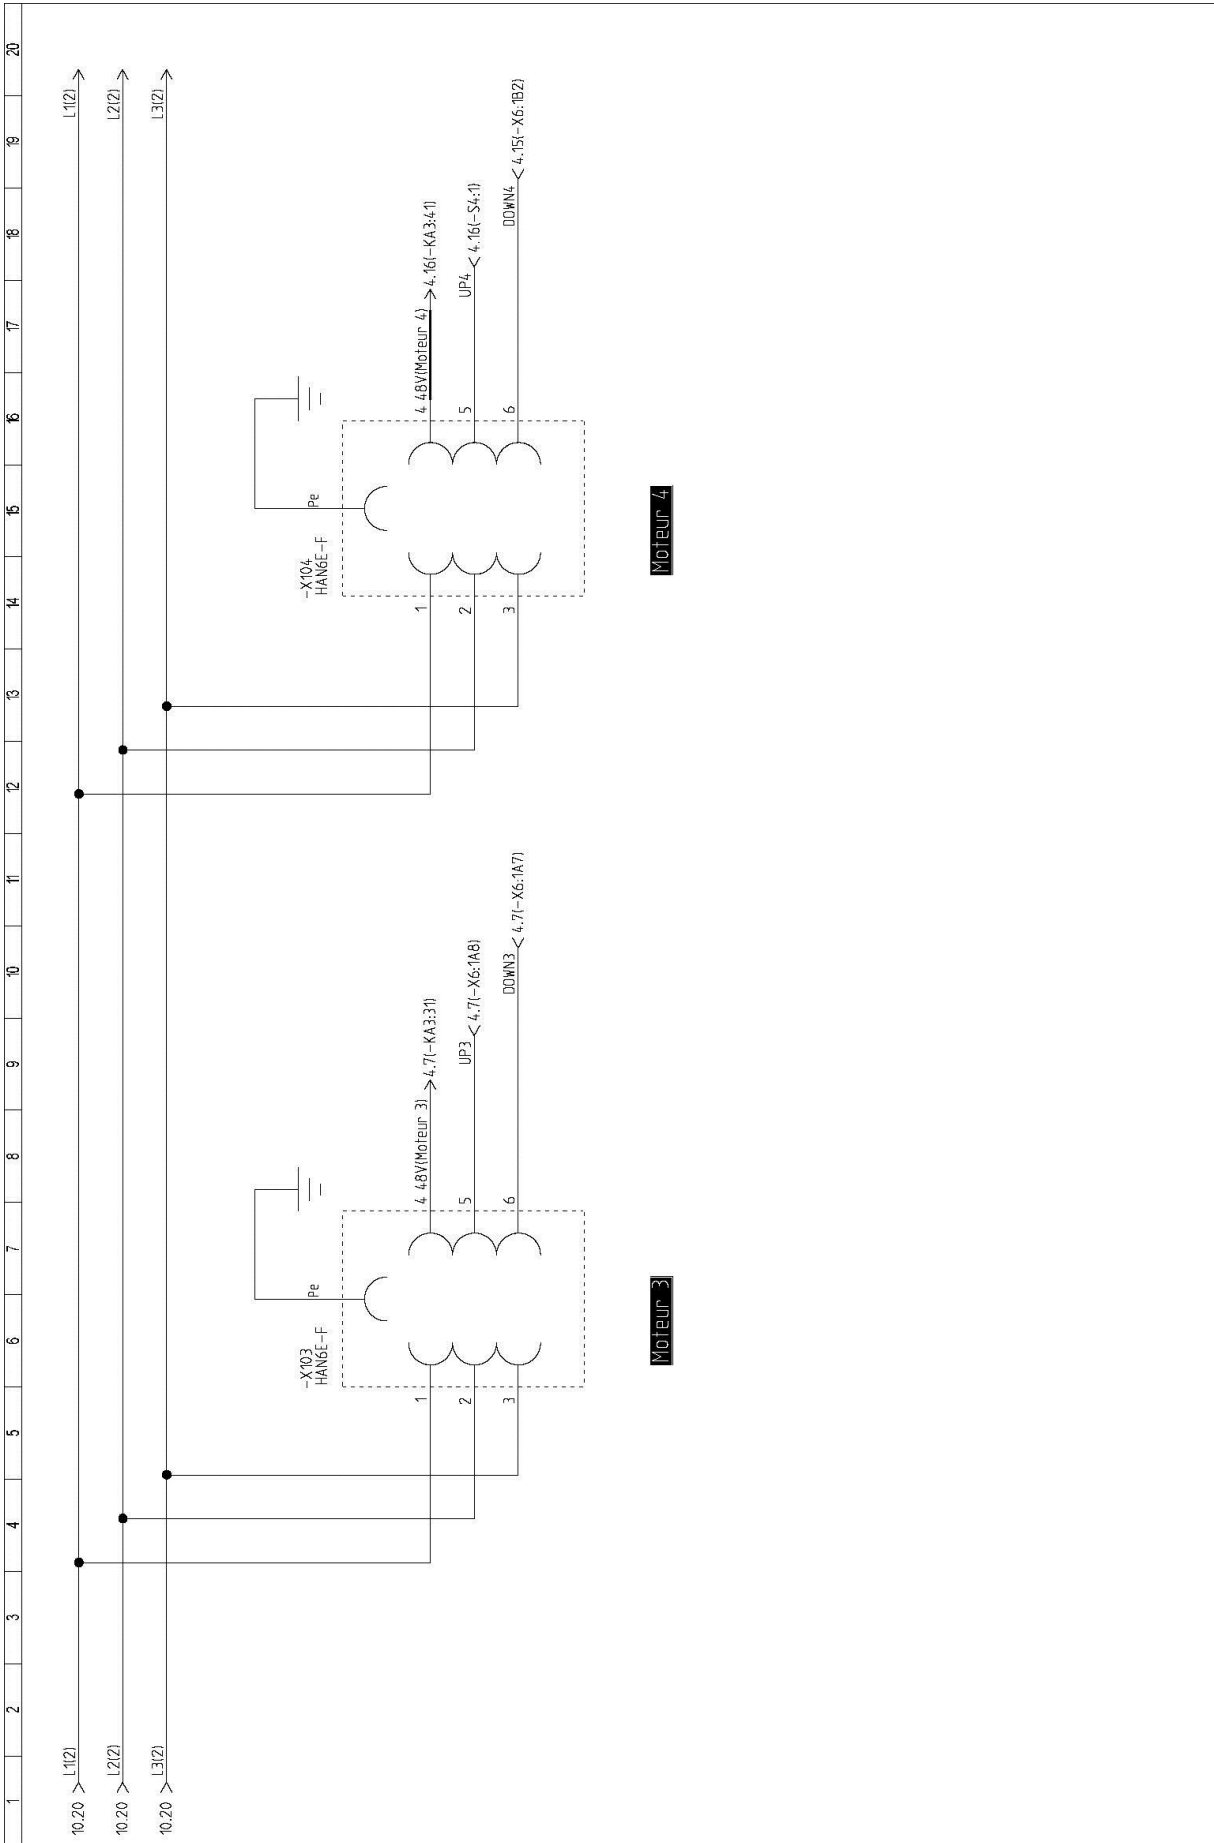 1 2 3 4 5 6 7 8 9 10 11 12 13 14 15 16 17 18 19 20
10.20 L1(2) L1(2)
10.20 L2(2) L2(2)
10.20 L3(2) L3(2)
-X103
HAN6E-F
Pe
1
4 48V(Moteur 3) 4.7(-KA3:31)
2
5 UP3 4.7(-X6:1A8)
3
6 DOWN3 4.7(-X6:1A7)
Moteur 3
-X104
HAN6E-F
Pe
1
4 48V(Moteur 4) 4.16(-KA3:41)
2
5 UP4 4.16(-S4:1)
3
6 DOWN4 4.15(-X6:1B2)
Moteur 4